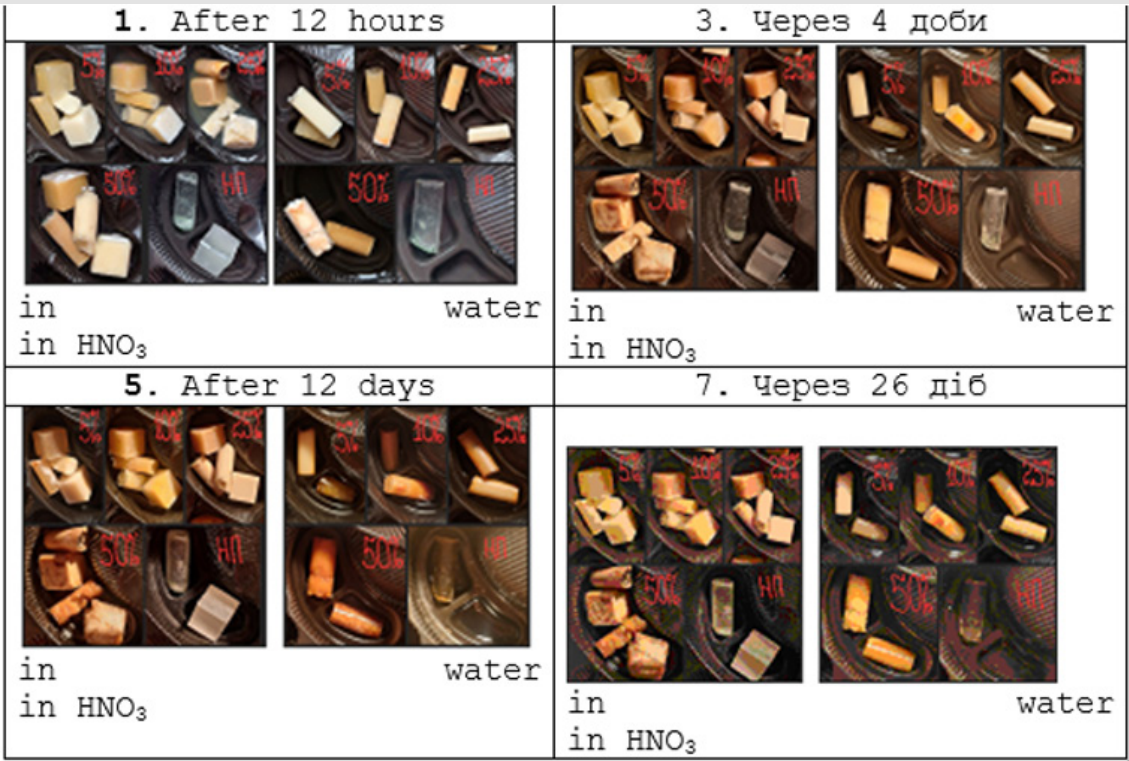 1. After 12 hours
5% 10% 25% 5% 10% 25%
50% НП 50% НП
in water
in HNO₃
3. Через 4 доби
5% 10% 25% 5% 10% 25%
50% НП 50% НП
in water
in HNO₃
5. After 12 days
5% 10% 25% 5% 10% 25%
50% НП 50% НП
in water
in HNO₃
7. Через 26 діб
5% 10% 25% 5% 10% 25%
50% НП 50% НП
in water
in HNO₃